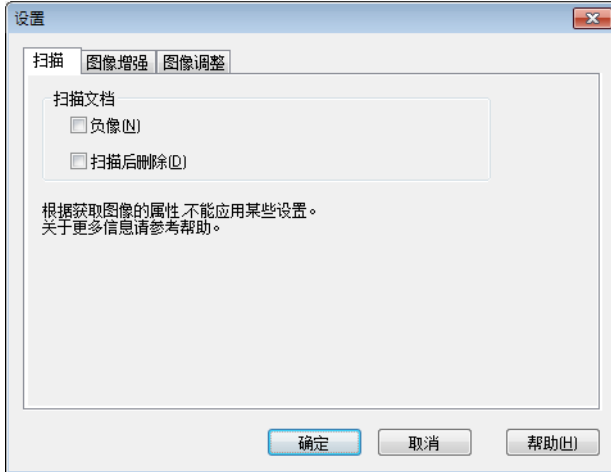 设置
扫描 图像增强 图像调整
扫描文档
负像(N)
扫描后删除(D)
根据获取图像的属性,不能应用某些设置。
关于更多信息请参考帮助。
确定 取消 帮助(H)